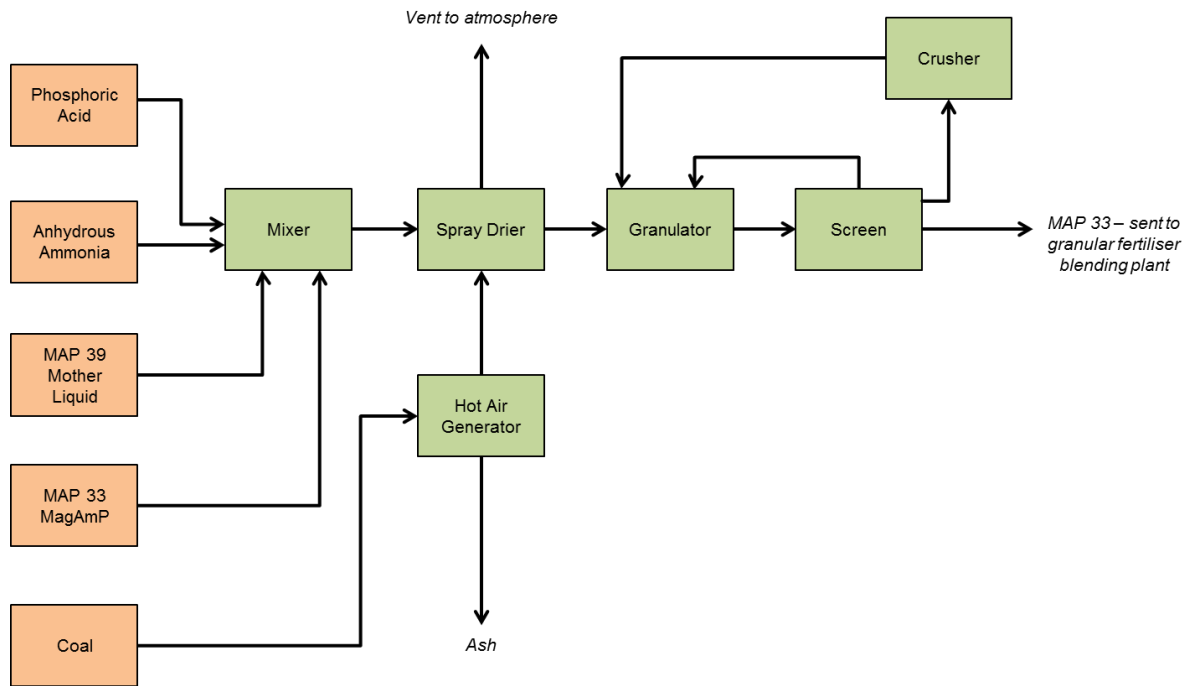 Vent to atmosphere
Crusher
Phosphoric
Acid
Anhydrous
Ammonia
Mixer
Spray Drier
Granulator
Screen
MAP 33 – sent to
granular fertiliser
blending plant
MAP 39
Mother
Liquid
Hot Air
Generator
MAP 33
MagAmP
Coal
Ash